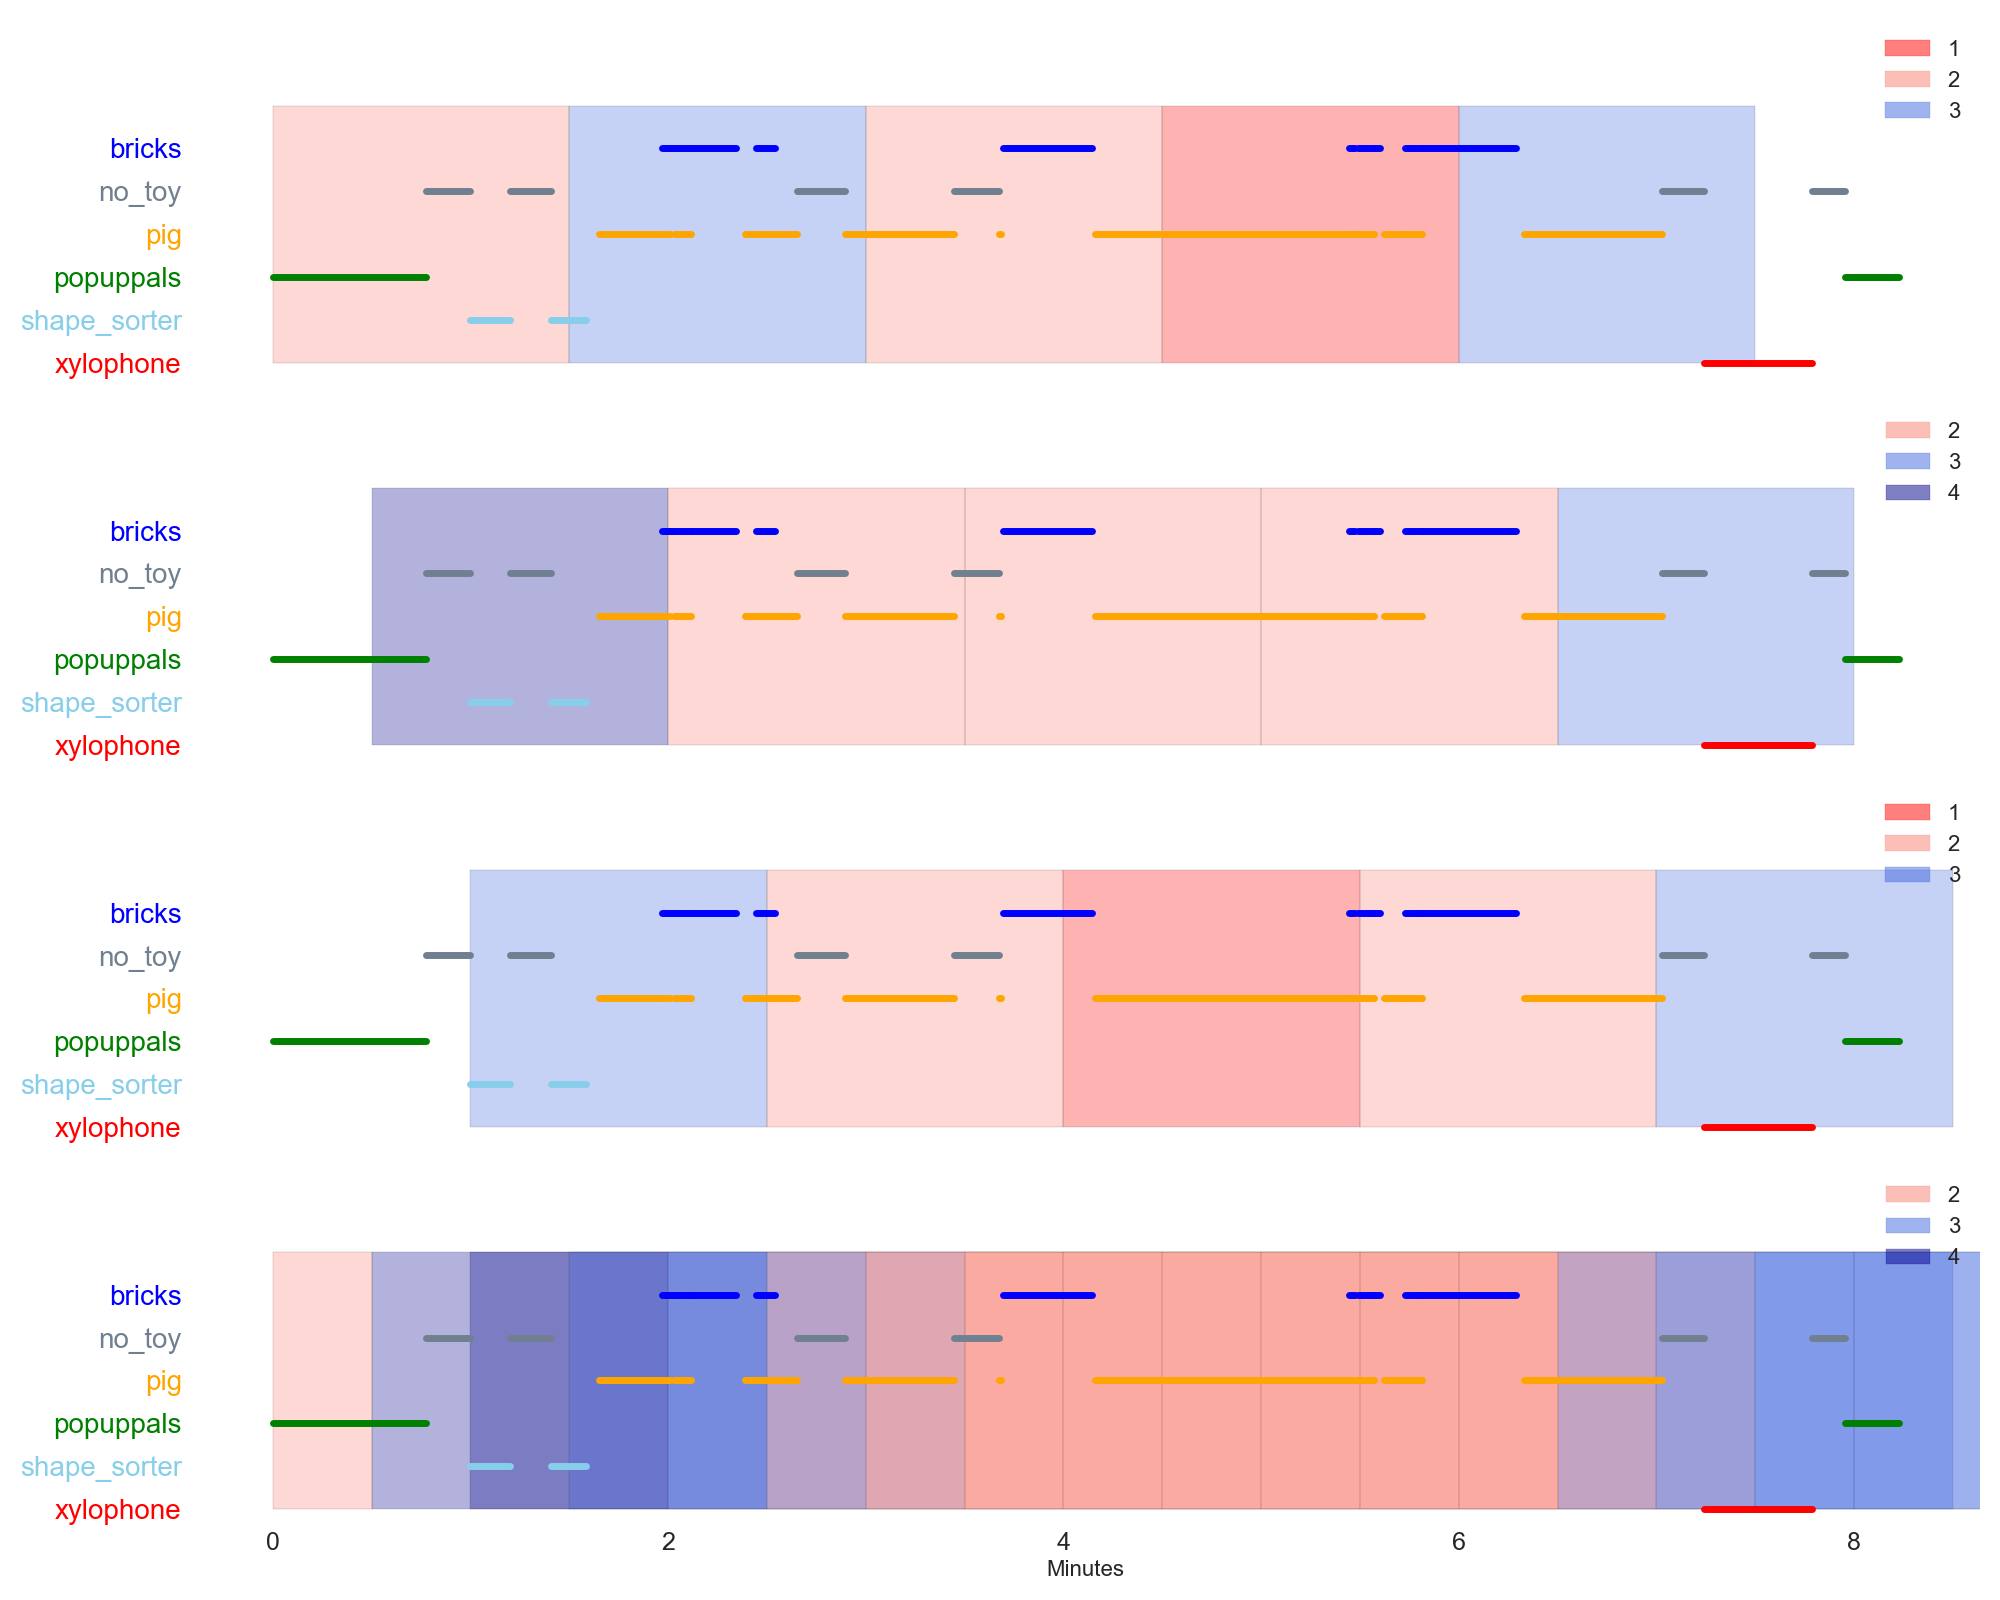 1
2
3
bricks
no_toy
pig
popuppals
shape_sorter
xylophone
2
3
4
bricks
no_toy
pig
popuppals
shape_sorter
xylophone
1
2
3
bricks
no_toy
pig
popuppals
shape_sorter
xylophone
2
3
4
bricks
no_toy
pig
popuppals
shape_sorter
xylophone
0 2 4 6 8
Minutes